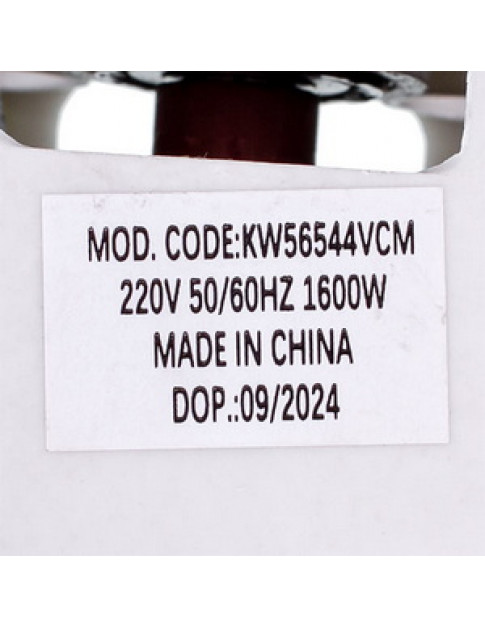 MOD. CODE:KW56544VCM
220V 50/60HZ 1600W
MADE IN CHINA
DOP.:09/2024